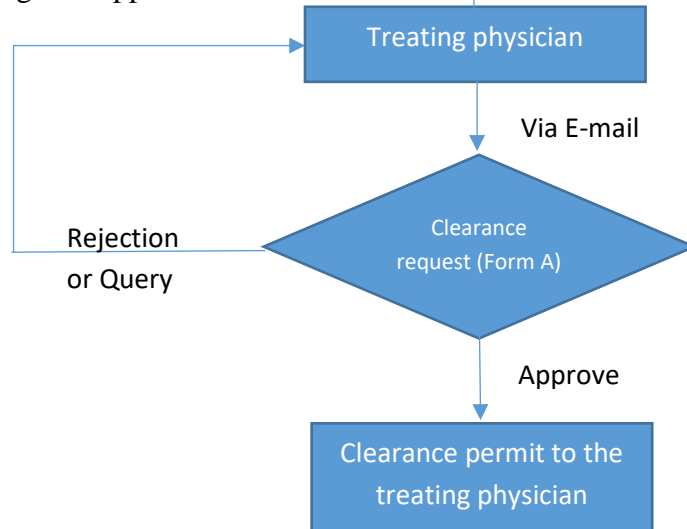 Treating physician
Via E-mail
Clearance
request (Form A)
Rejection
or Query
Approve
Clearance permit to the
treating physician